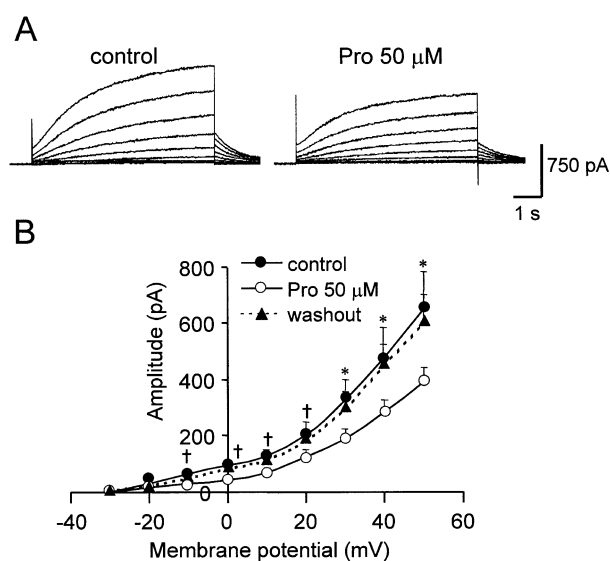 A
control
Pro 50 μM
750 pA
1 s
B
control
Pro 50 μM
washout
Amplitude (pA)
800
600
400
200
0
*
*
*
†
†
†
†
-40
-20
0
20
40
60
Membrane potential (mV)